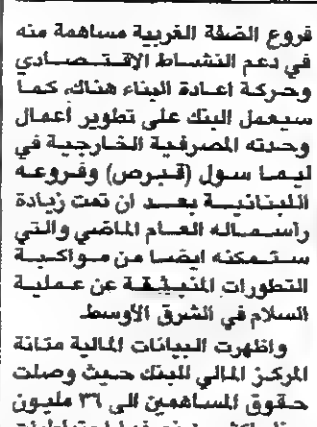 فروع الضفة الغربية مساهمة منه
في دعم النشاط الاقتصادي
وحركة اعادة البناء هناك، كما
سيعمل البنك على تطوير أعمال
وحدته المصرفية الخارجية في
ليماسول (قبرص) وفروعه
اللبنانية بعد ان تمت زيادة
راسماله العام الماضي والتي
ستمكنه ايضا من مواكبة
التطورات المنبثقة عن عملية
السلام في الشرق الأوسط.
واظهرت البيانات المالية متانة
المركز المالي للبنك حيث وصلت
حقوق المساهمين الى ٣٦ مليون